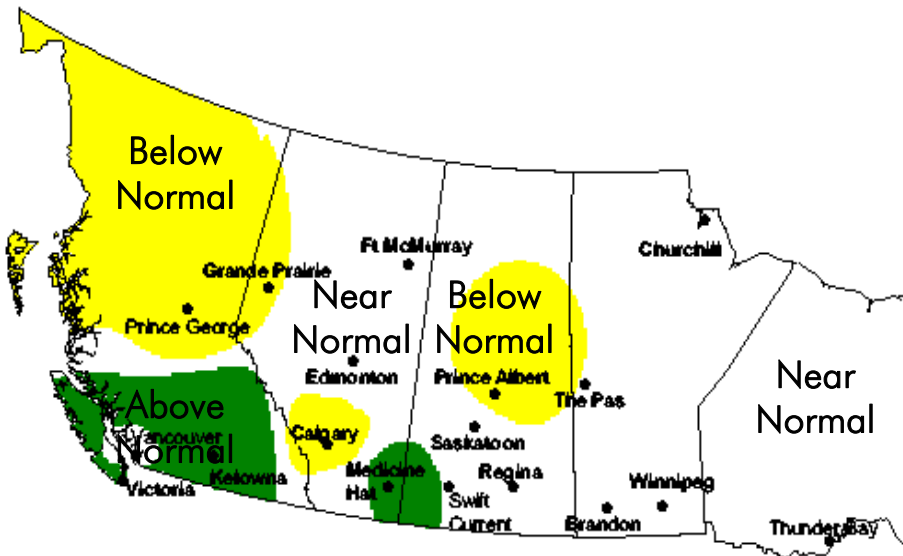 Below
Normal
Churchill
Ft McMurray
Grande Prairie
Near
Normal
Below
Normal
Prince George
Edmonton
Prince Albert
The Pas
Near
Normal
Above
Normal
Vancouver
Calgary
Saskatoon
Kelowna
Victoria
Medicine
Hat
Regina
Swift
Current
Winnipeg
Brandon
Thunder Bay